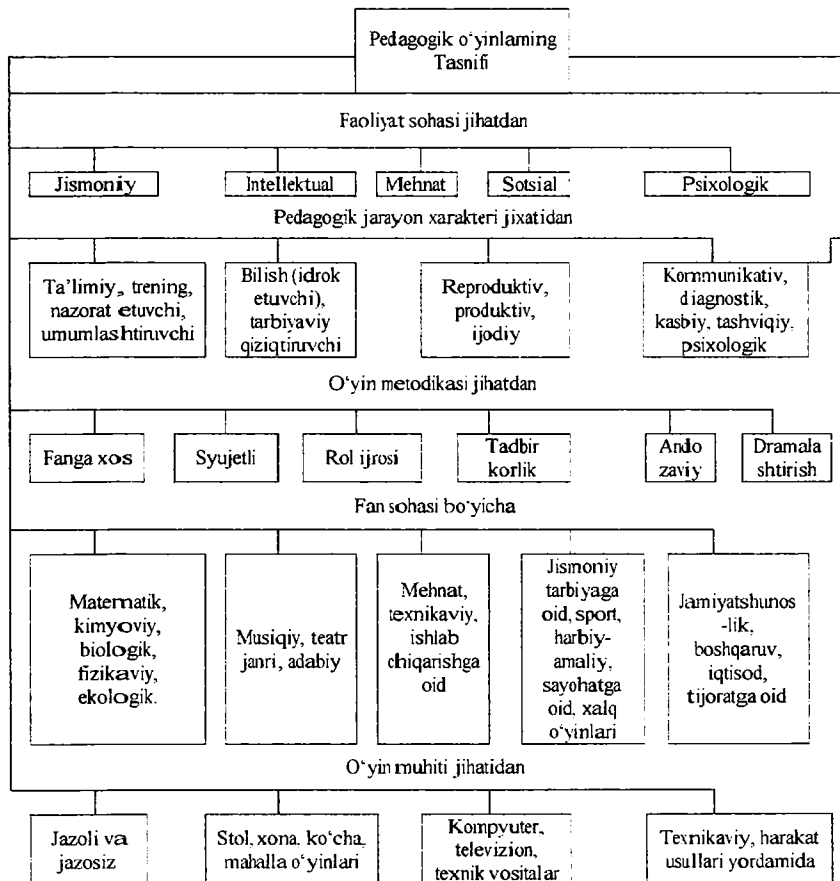 Pedagogik o‘yinlarning
Tasnifi
Faoliyat sohasi jihatdan
Jismoniy
Intellektual
Mehnat
Sotsial
Psixologik
Pedagogik jarayon xarakteri jixatidan
Ta’limiy, trening,
nazorat etuvchi,
umumlashtiruvchi
Bilish (idrok
etuvchi),
tarbiyaviy
qiziqtiruvchi
Reproduktiv,
produktiv,
ijodiy
Kommunikativ,
diagnostik,
kasbiy, tashviqiy,
psixologik
O‘yin metodikasi jihatdan
Fanga xos
Syujetli
Rol ijrosi
Tadbir
korlik
Ando
zaviy
Dramala
shtirish
Fan sohasi bo‘yicha
Matematik,
kimyoviy,
biologik,
fizikaviy,
ekologik.
Musiqiy, teatr
janri, adabiy
Mehnat,
texnikaviy,
ishlab
chiqarishga
oid
Jismoniy
tarbiyaga
oid, sport,
harbiy-
amaliy,
sayohatga
oid, xalq
o‘yinlari
Jamiyatshunos
-lik,
boshqaruv,
iqtisod,
tijoratga oid
O‘yin muhiti jihatidan
Jazoli va
jazosiz
Stol, xona, ko‘cha,
mahalla o‘yinlari
Kompyuter,
televizion,
texnik vositalar
Texnikaviy, harakat
usullari yordamida